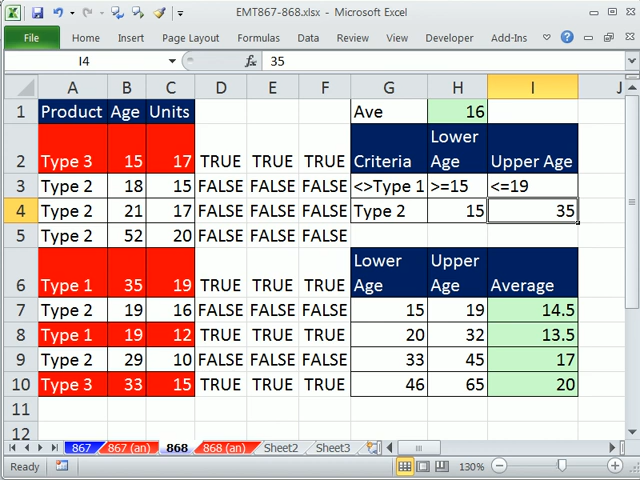 EMT867-868.xlsx - Microsoft Excel
File Home Insert Page Layout Formulas Data Review View Developer Add-Ins
I4 fx 35
A B C D E F G H I J
1 Product Age Units Ave 16
2 Type 3 15 17 TRUE TRUE TRUE Criteria Lower Age Upper Age
3 Type 2 18 15 FALSE FALSE FALSE <>Type 1 >=15 <=19
4 Type 2 21 17 FALSE FALSE FALSE Type 2 15 35
5 Type 2 52 20 FALSE FALSE FALSE
6 Type 1 35 19 TRUE TRUE TRUE Lower Age Upper Age Average
7 Type 2 19 16 FALSE FALSE FALSE 15 19 14.5
8 Type 1 19 12 TRUE TRUE TRUE 20 32 13.5
9 Type 2 29 10 FALSE FALSE FALSE 33 45 17
10 Type 3 33 15 TRUE TRUE TRUE 46 65 20
11
12
867 867 (an) 868 868 (an) Sheet2 Sheet3
Ready 130%